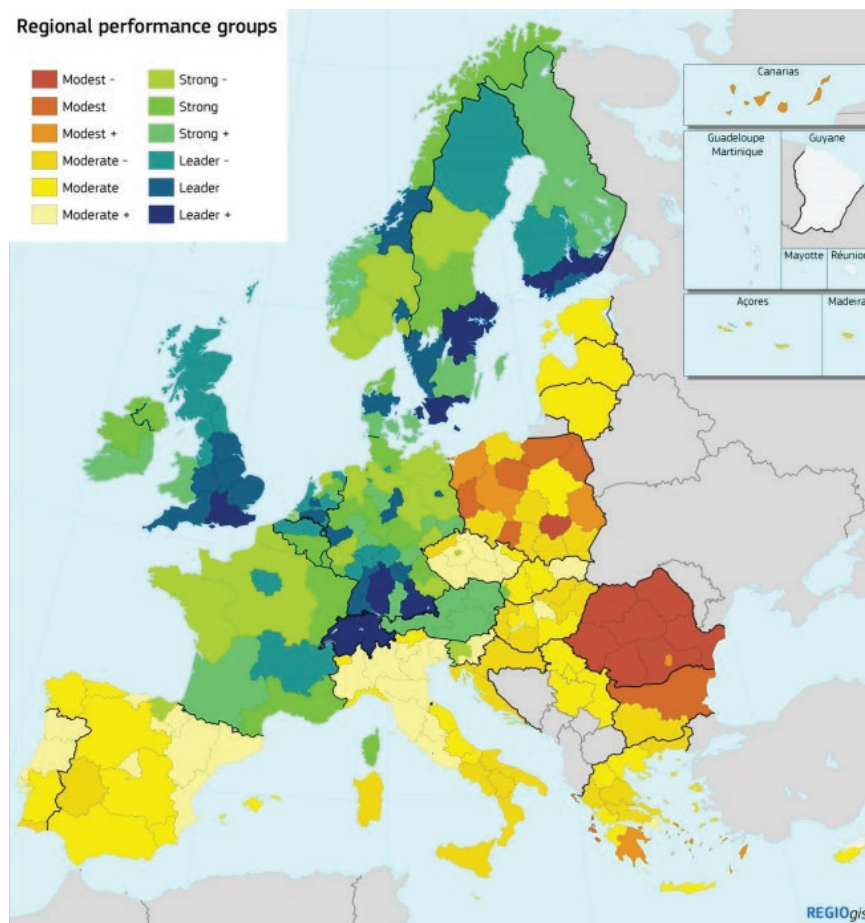 Regional performance groups
Modest -
Modest
Modest +
Moderate -
Moderate
Moderate +
Strong -
Strong
Strong +
Leader -
Leader
Leader +
Canarias
Guadeloupe
Martinique
Guyane
Mayotte
Réunion
Açores
Madeira
REGIOgis